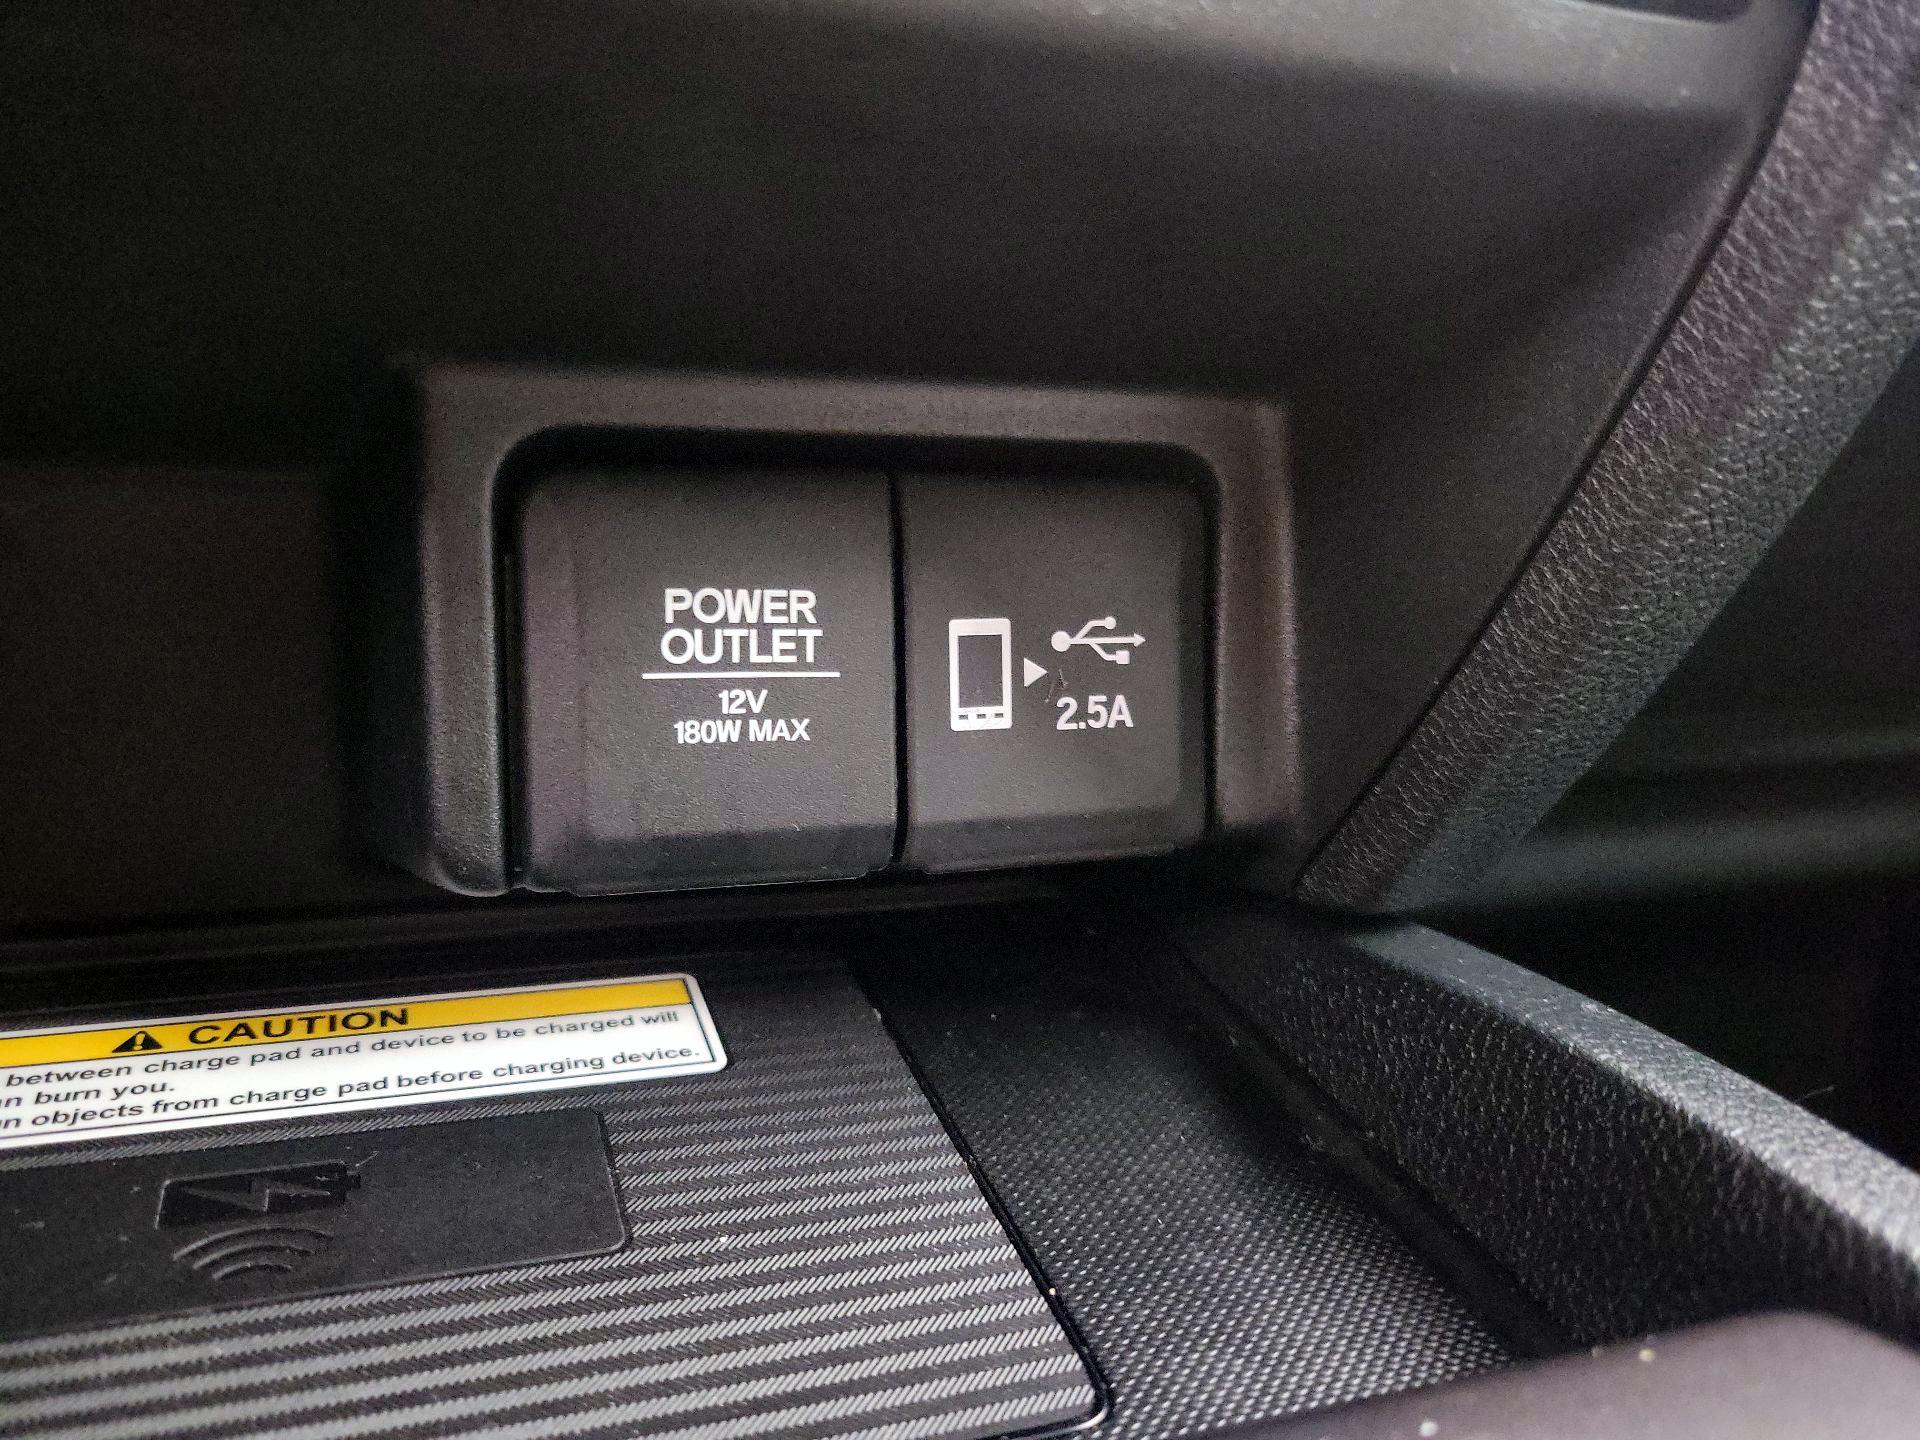 POWER
OUTLET
12V
180W MAX
2.5A
CAUTION
between charge pad and device to be charged will
burn you.
objects from charge pad before charging device.